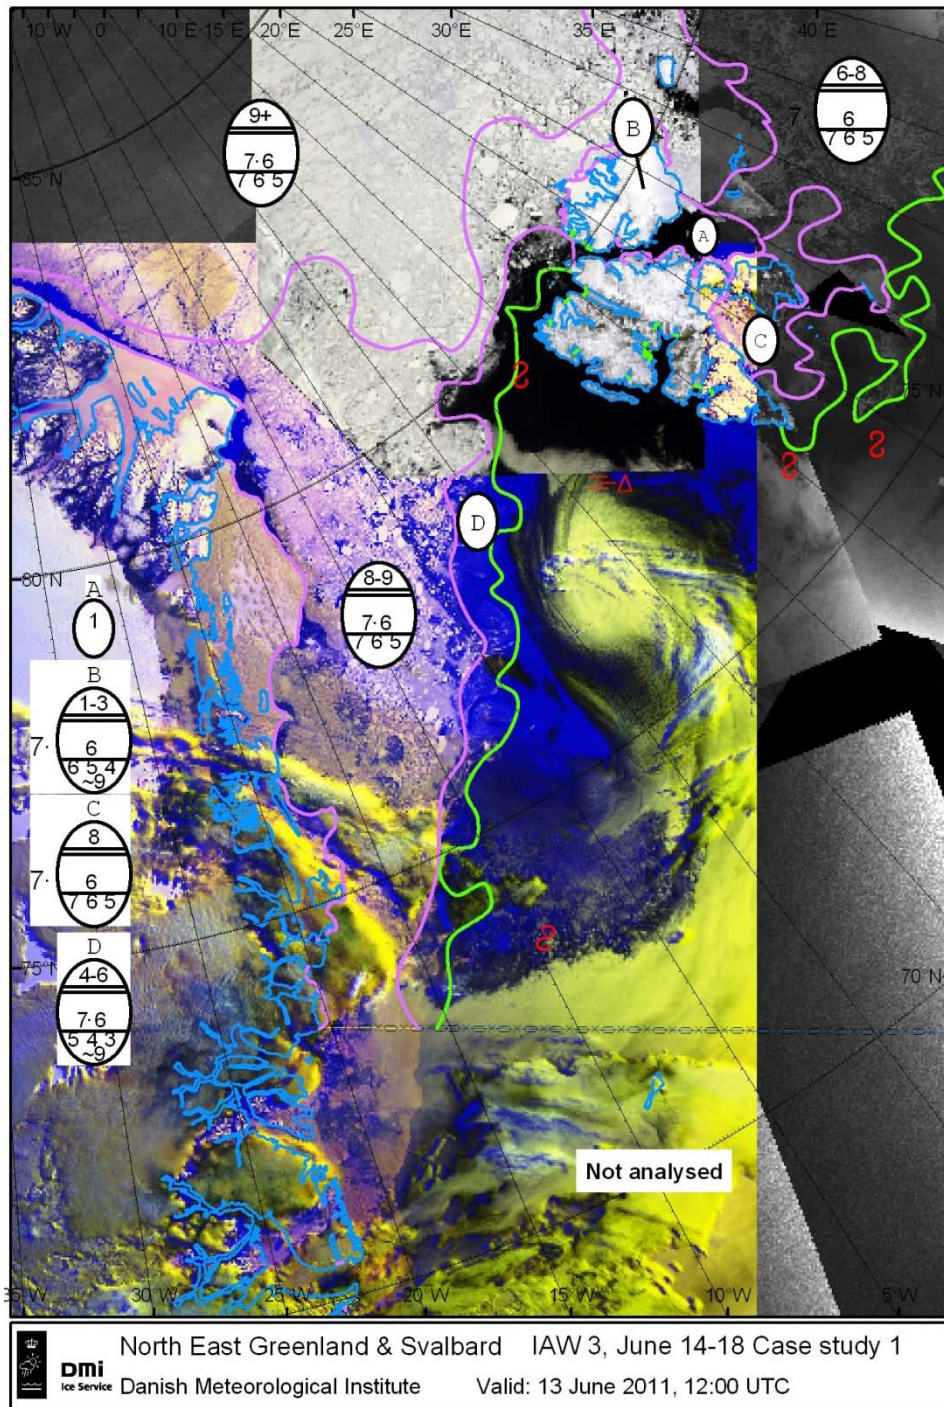 10°W 0° 10°E 15°E 20°E 25°E 30°E 35°E 40°E
9+
7·6
7 6 5
B
6-8
7·
6
7 6 5
85°N
A
C
75°N
D
8-9
7·6
7 6 5
80°N
A
1
B
1-3
7·
6
6 5 4
~9
C
8
7·
6
7 6 5
D
4-6
7·6
5 4 3
~9
75°N
70°N
Not analysed
35°W 30°W 25°W 20°W 15°W 10°W 5°W
North East Greenland & Svalbard IAW 3, June 14-18 Case study 1
DMi
Ice Service
Danish Meteorological Institute Valid: 13 June 2011, 12:00 UTC